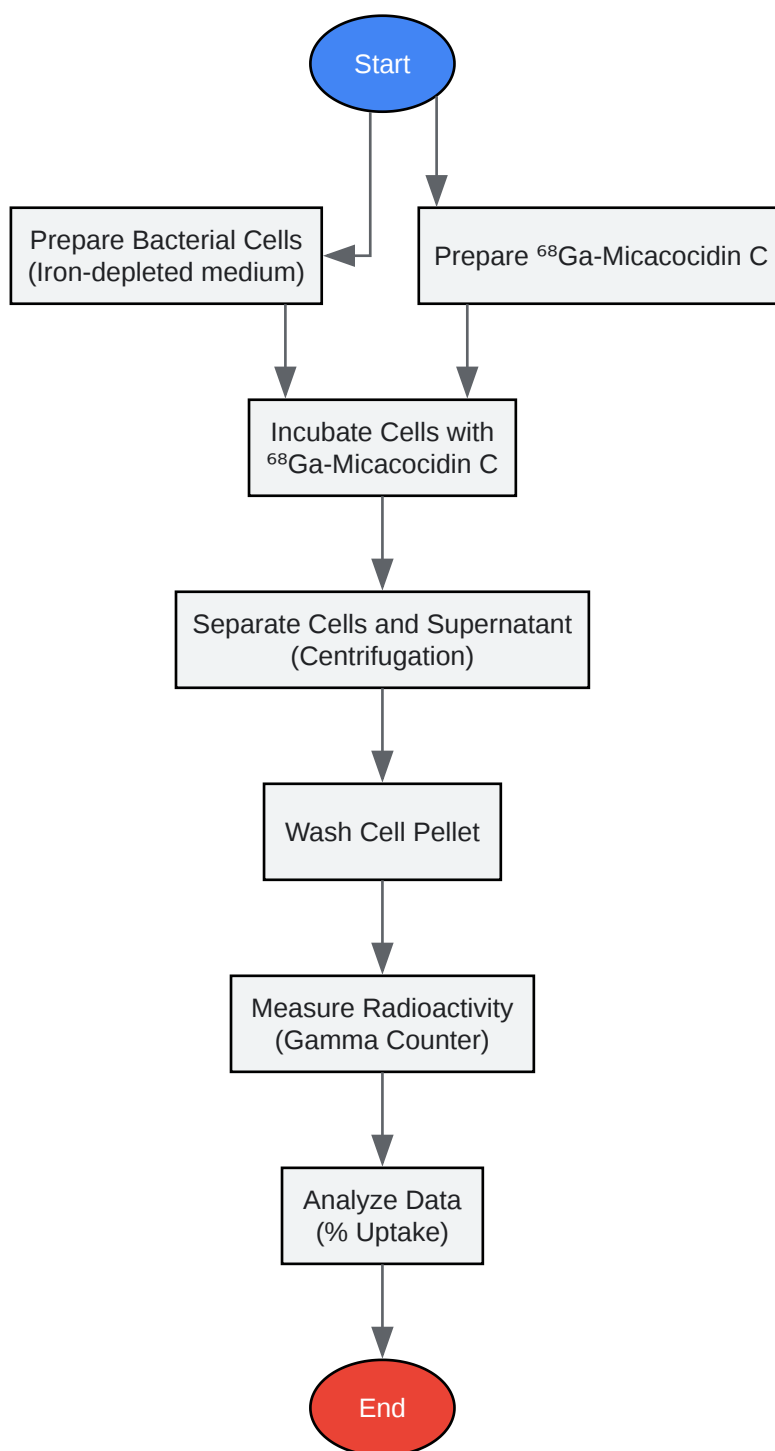 Start
Prepare Bacterial Cells
(Iron-depleted medium)
Prepare ⁶⁸Ga-Micacocidin C
Incubate Cells with
⁶⁸Ga-Micacocidin C
Separate Cells and Supernatant
(Centrifugation)
Wash Cell Pellet
Measure Radioactivity
(Gamma Counter)
Analyze Data
(% Uptake)
End